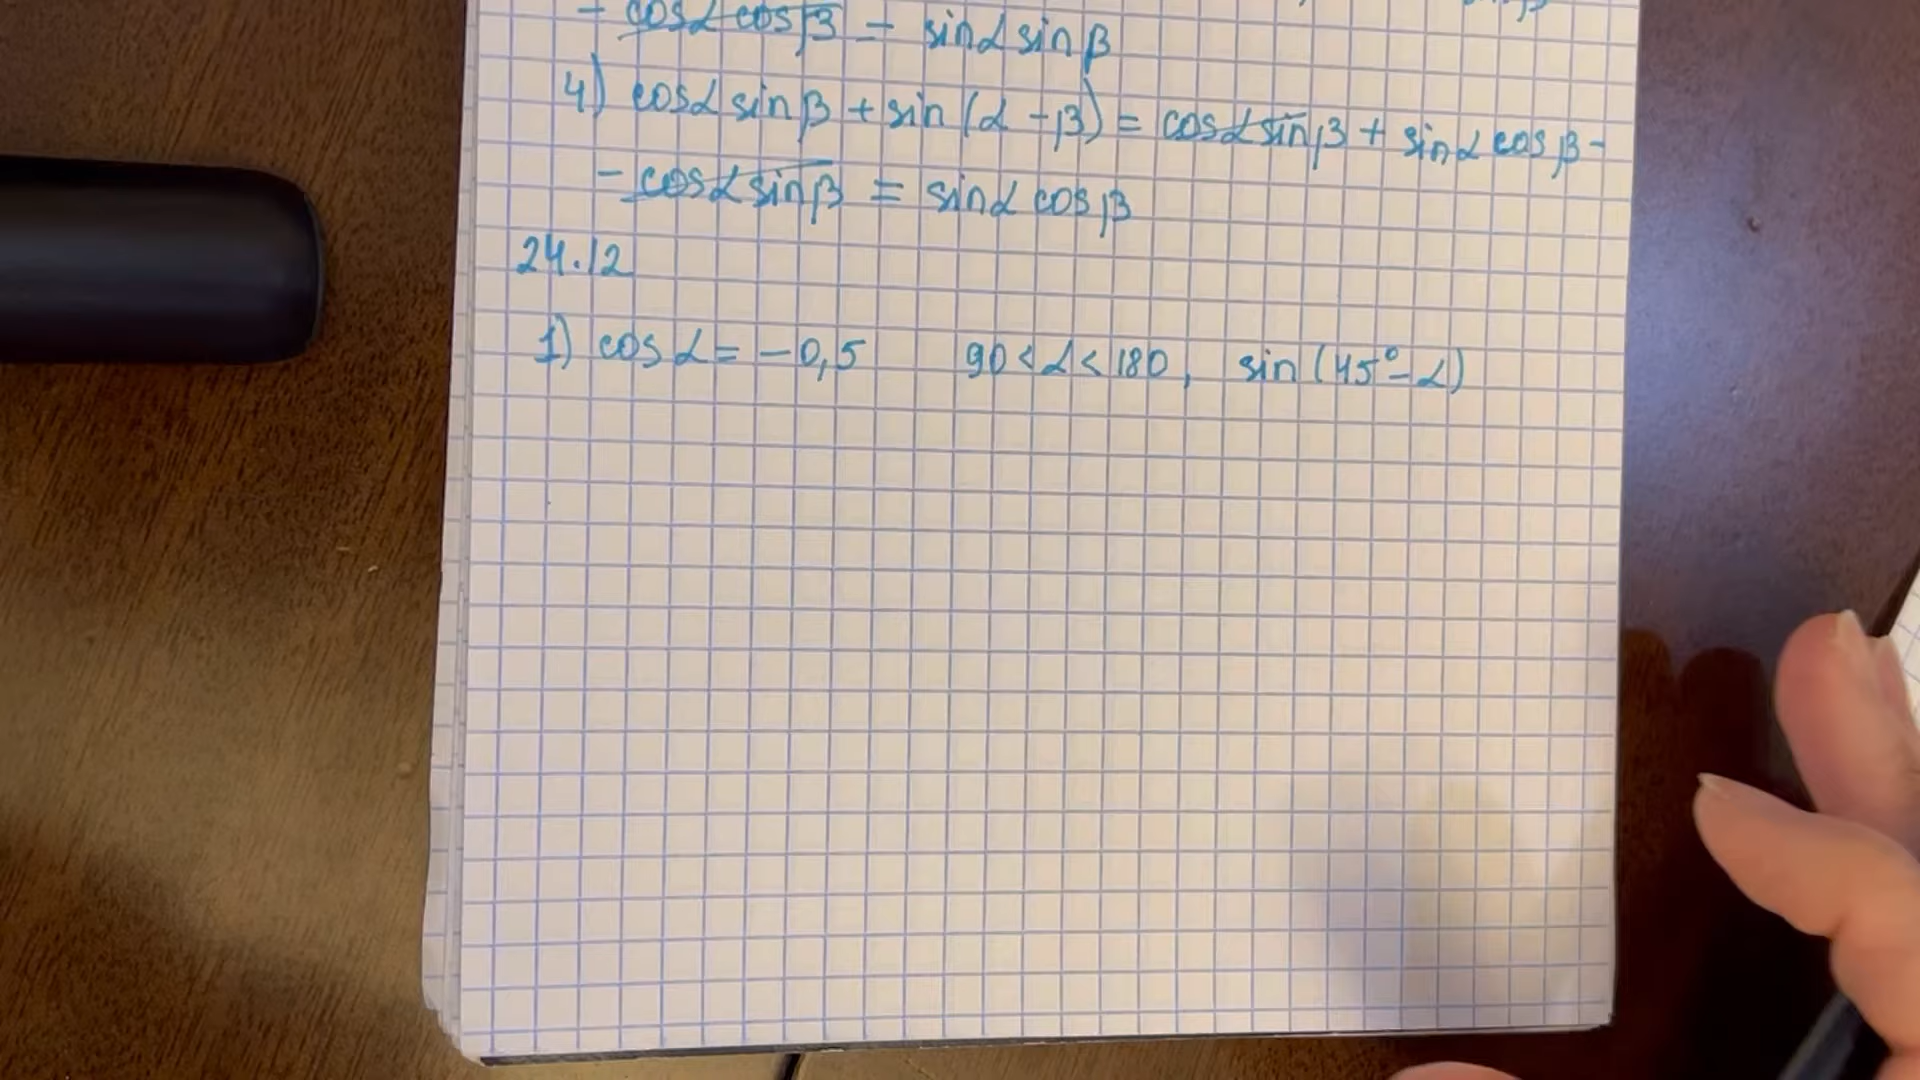 - cosα cosβ = sinα sinβ
4) cosα sinβ + sin(α - β) = cosα sinβ + sinα cosβ -
- cosα sinβ = sinα cosβ
24.12
1) cosα = -0,5 90 < α < 180, sin(45° - α)